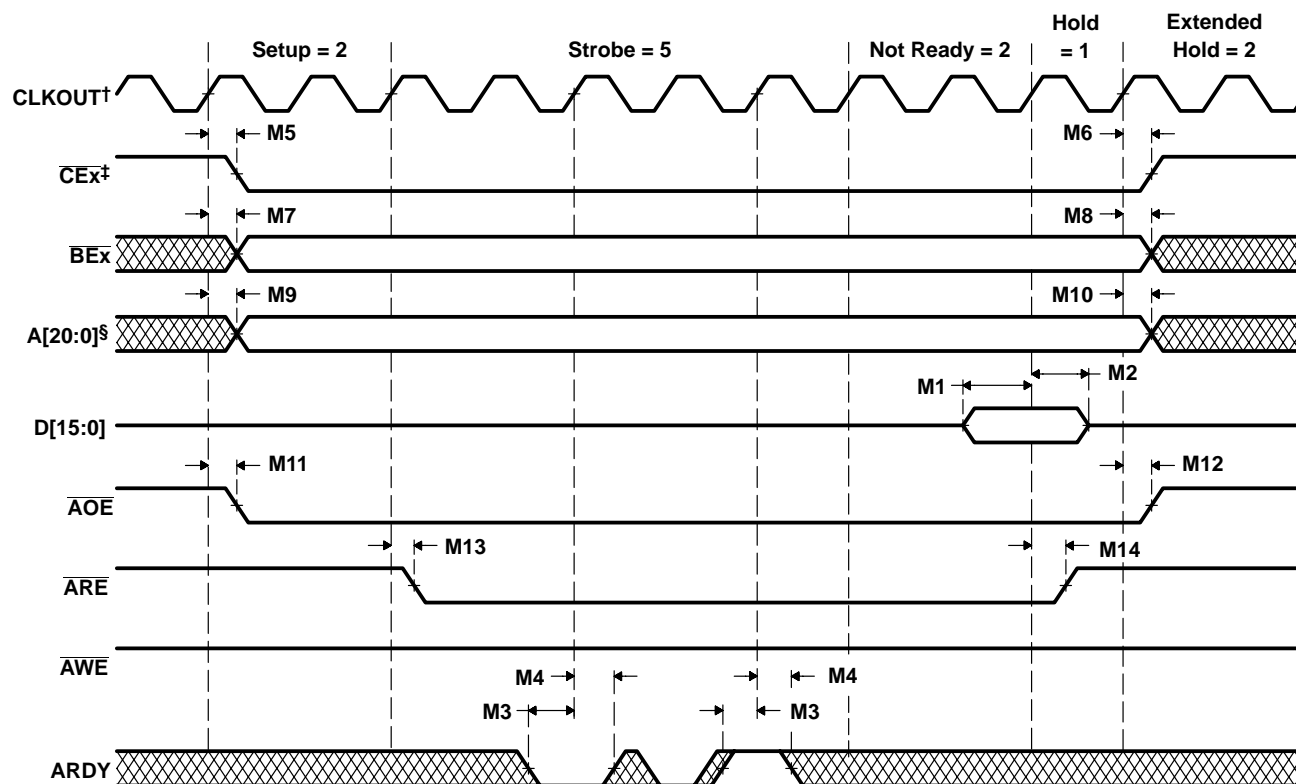 Setup = 2
Strobe = 5
Not Ready = 2
Hold
= 1
Extended
Hold = 2
CLKOUT†
M5
M6
CEx‡
M7
M8
BEx
M9
M10
A[20:0]§
M1
M2
D[15:0]
M11
M12
AOE
M13
M14
ARE
AWE
M4
M4
M3
M3
ARDY